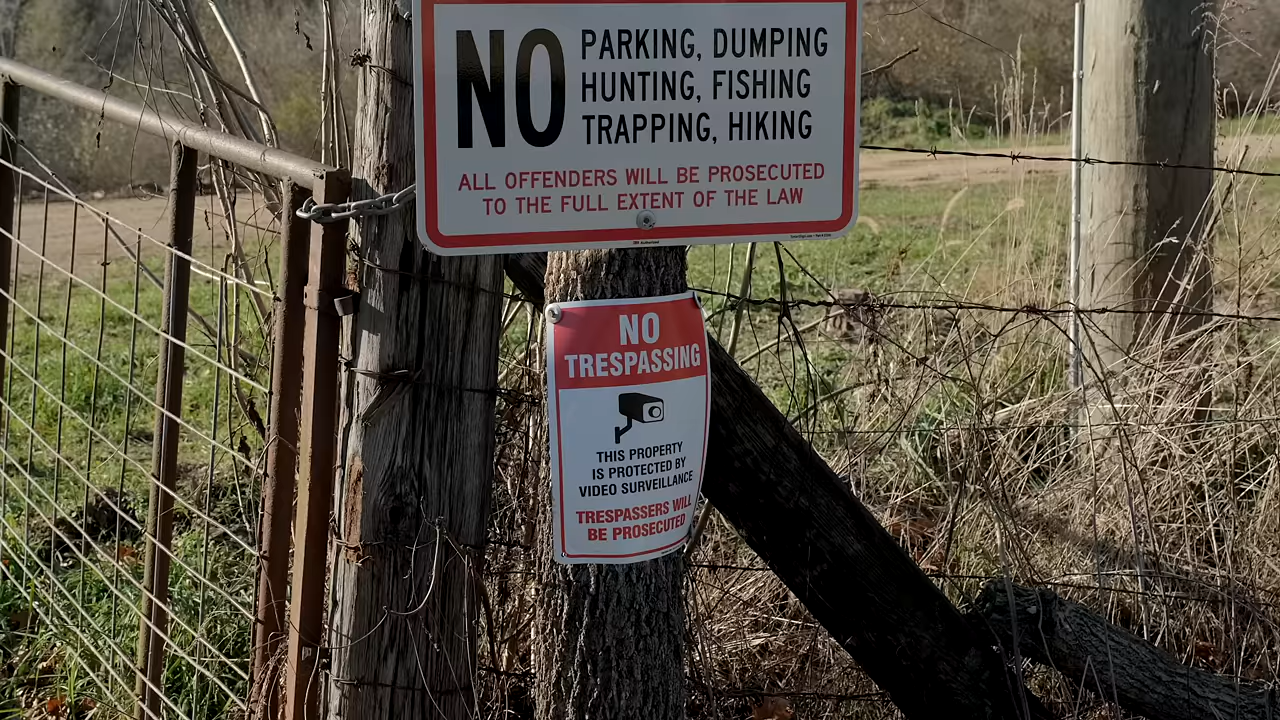 NO PARKING, DUMPING
HUNTING, FISHING
TRAPPING, HIKING
ALL OFFENDERS WILL BE PROSECUTED
TO THE FULL EXTENT OF THE LAW
NO
TRESPASSING
THIS PROPERTY
IS PROTECTED BY
VIDEO SURVEILLANCE
TRESPASSERS WILL
BE PROSECUTED